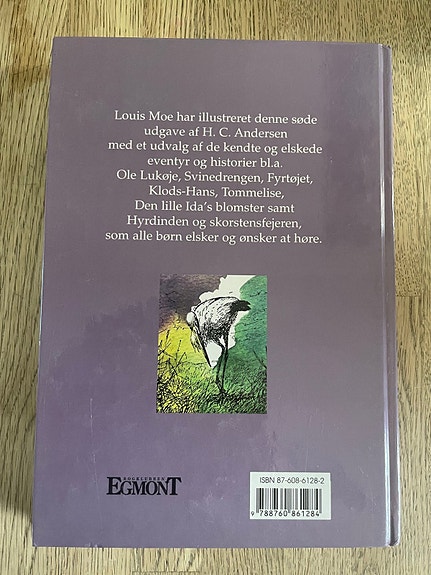 Louis Moe har illustreret denne søde
udgave af H. C. Andersen
med et udvalg af de kendte og elskede
eventyr og historier bl.a.
Ole Lukøje, Svinedrengen, Fyrtøjet,
Klods-Hans, Tommelise,
Den lille Ida's blomster samt
Hyrdinden og skorstensfejeren,
som alle børn elsker og ønsker at høre.
BOGKLUBBEN
EGMONT
ISBN 87-608-6128-2
9 788760 861284